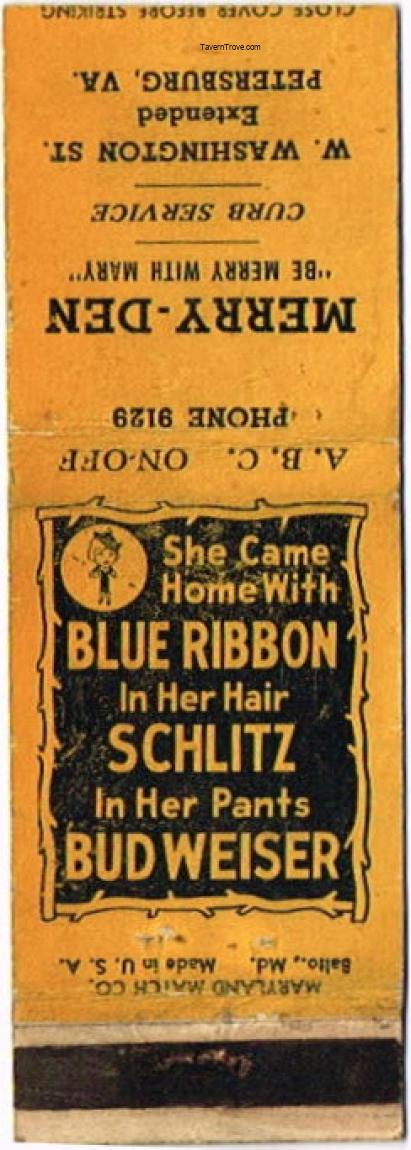 CLOSE COVER BEFORE STRIKING
TavernTrove.com
W. WASHINGTON ST.
Extended
PETERSBURG, VA.
CURB SERVICE
"BE MERRY WITH MARY"
MERRY-DEN
PHONE 9129
A. B. C. ON-OFF
She Came
Home With
BLUE RIBBON
In Her Hair
SCHLITZ
In Her Pants
BUDWEISER
MARYLAND MATCH CO.
Balto., Md. Made in U. S. A.